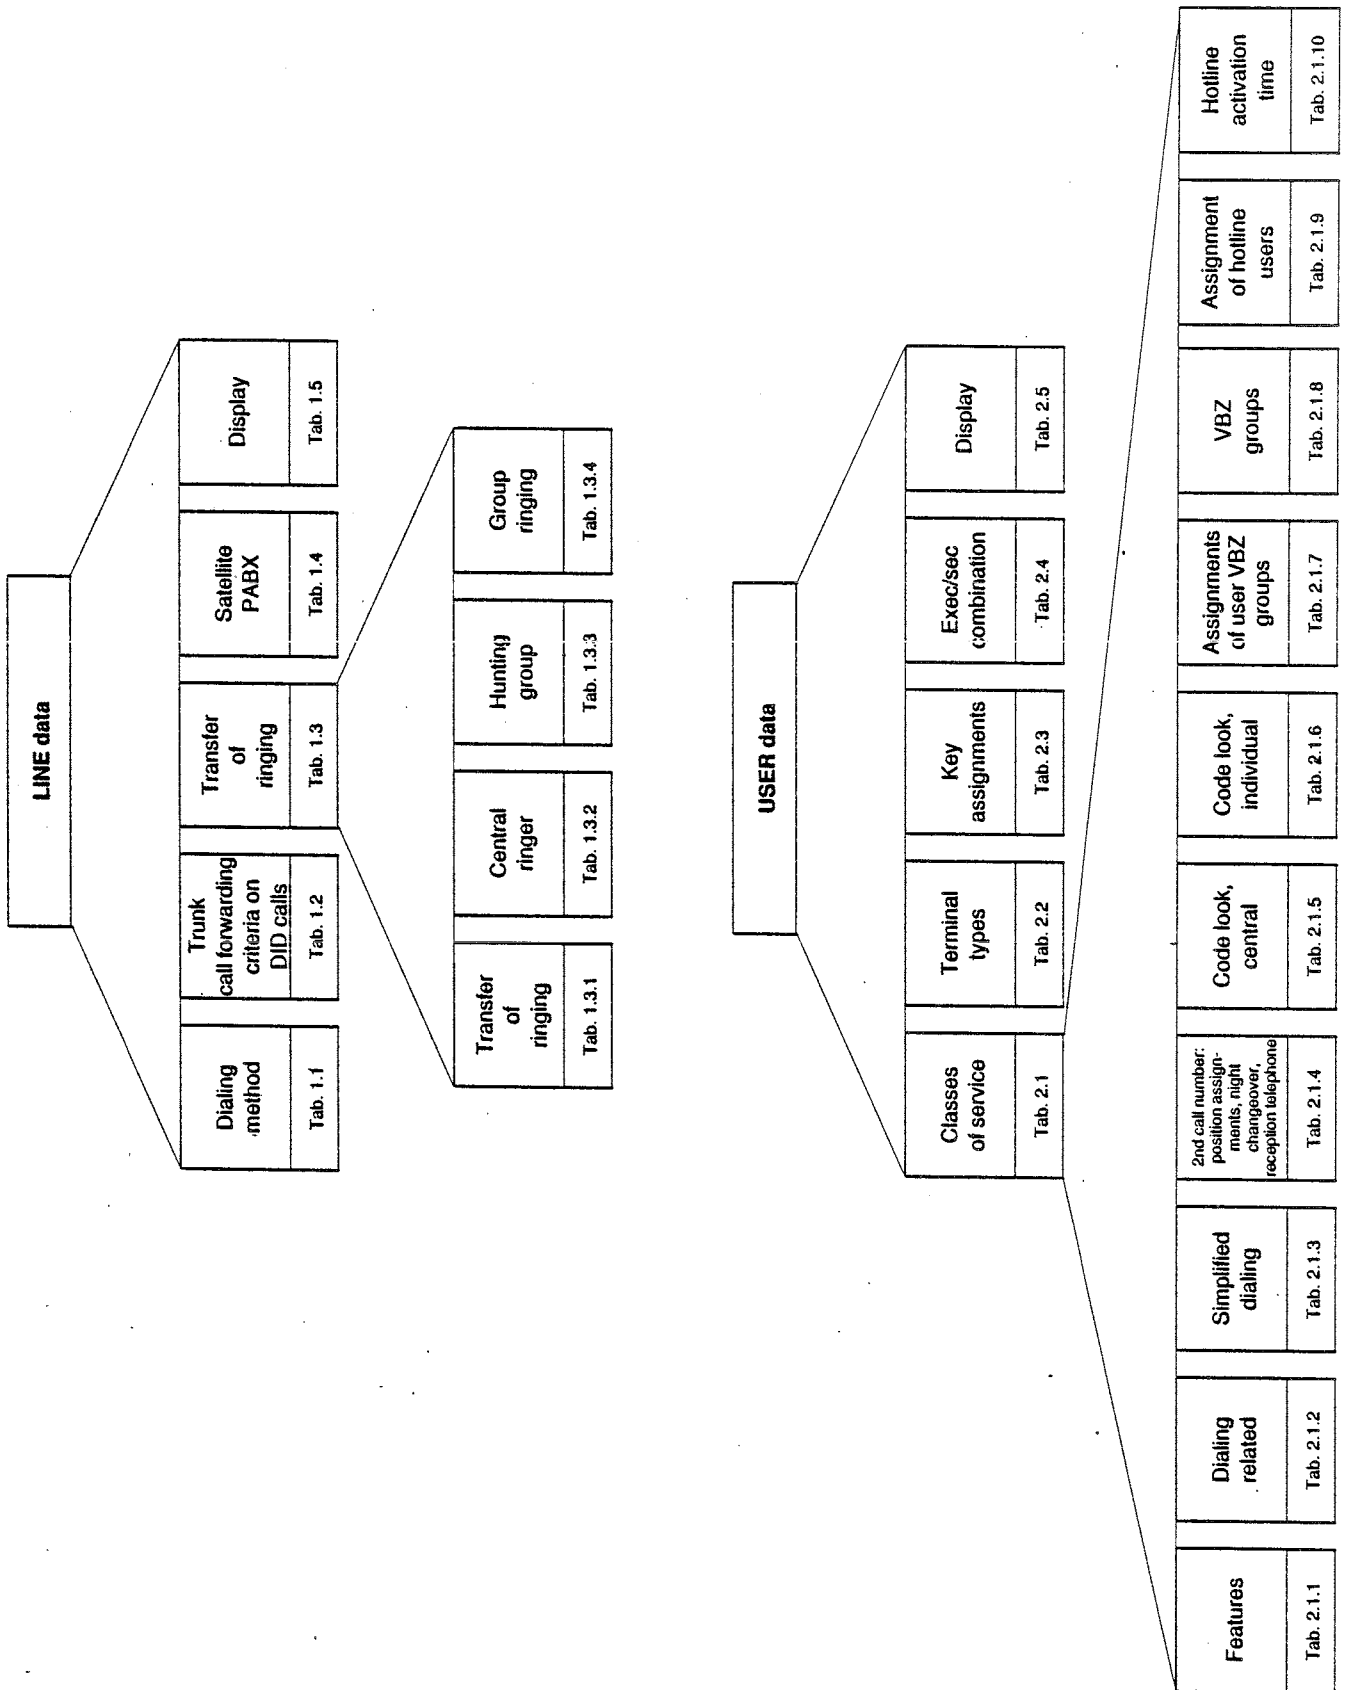 LINE data
Dialing
method
Tab. 1.1
Trunk
call forwarding
criteria on
DID calls
Tab. 1.2
Transfer
of
ringing
Tab. 1.3
Satellite
PABX
Tab. 1.4
Display
Tab. 1.5
Transfer
of
ringing
Tab. 1.3.1
Central
ringer
Tab. 1.3.2
Hunting
group
Tab. 1.3.3
Group
ringing
Tab. 1.3.4
USER data
Classes
of service
Tab. 2.1
Terminal
types
Tab. 2.2
Key
assignments
Tab. 2.3
Exec/sec
combination
Tab. 2.4
Display
Tab. 2.5
Features
Tab. 2.1.1
Dialing
related
Tab. 2.1.2
Simplified
dialing
Tab. 2.1.3
2nd call number:
position assign-
ments, night
changeover,
reception telephone
Tab. 2.1.4
Code look,
central
Tab. 2.1.5
Code look,
individual
Tab. 2.1.6
Assignments
of user VBZ
groups
Tab. 2.1.7
VBZ
groups
Tab. 2.1.8
Assignment
of hotline
users
Tab. 2.1.9
Hotline
activation
time
Tab. 2.1.10